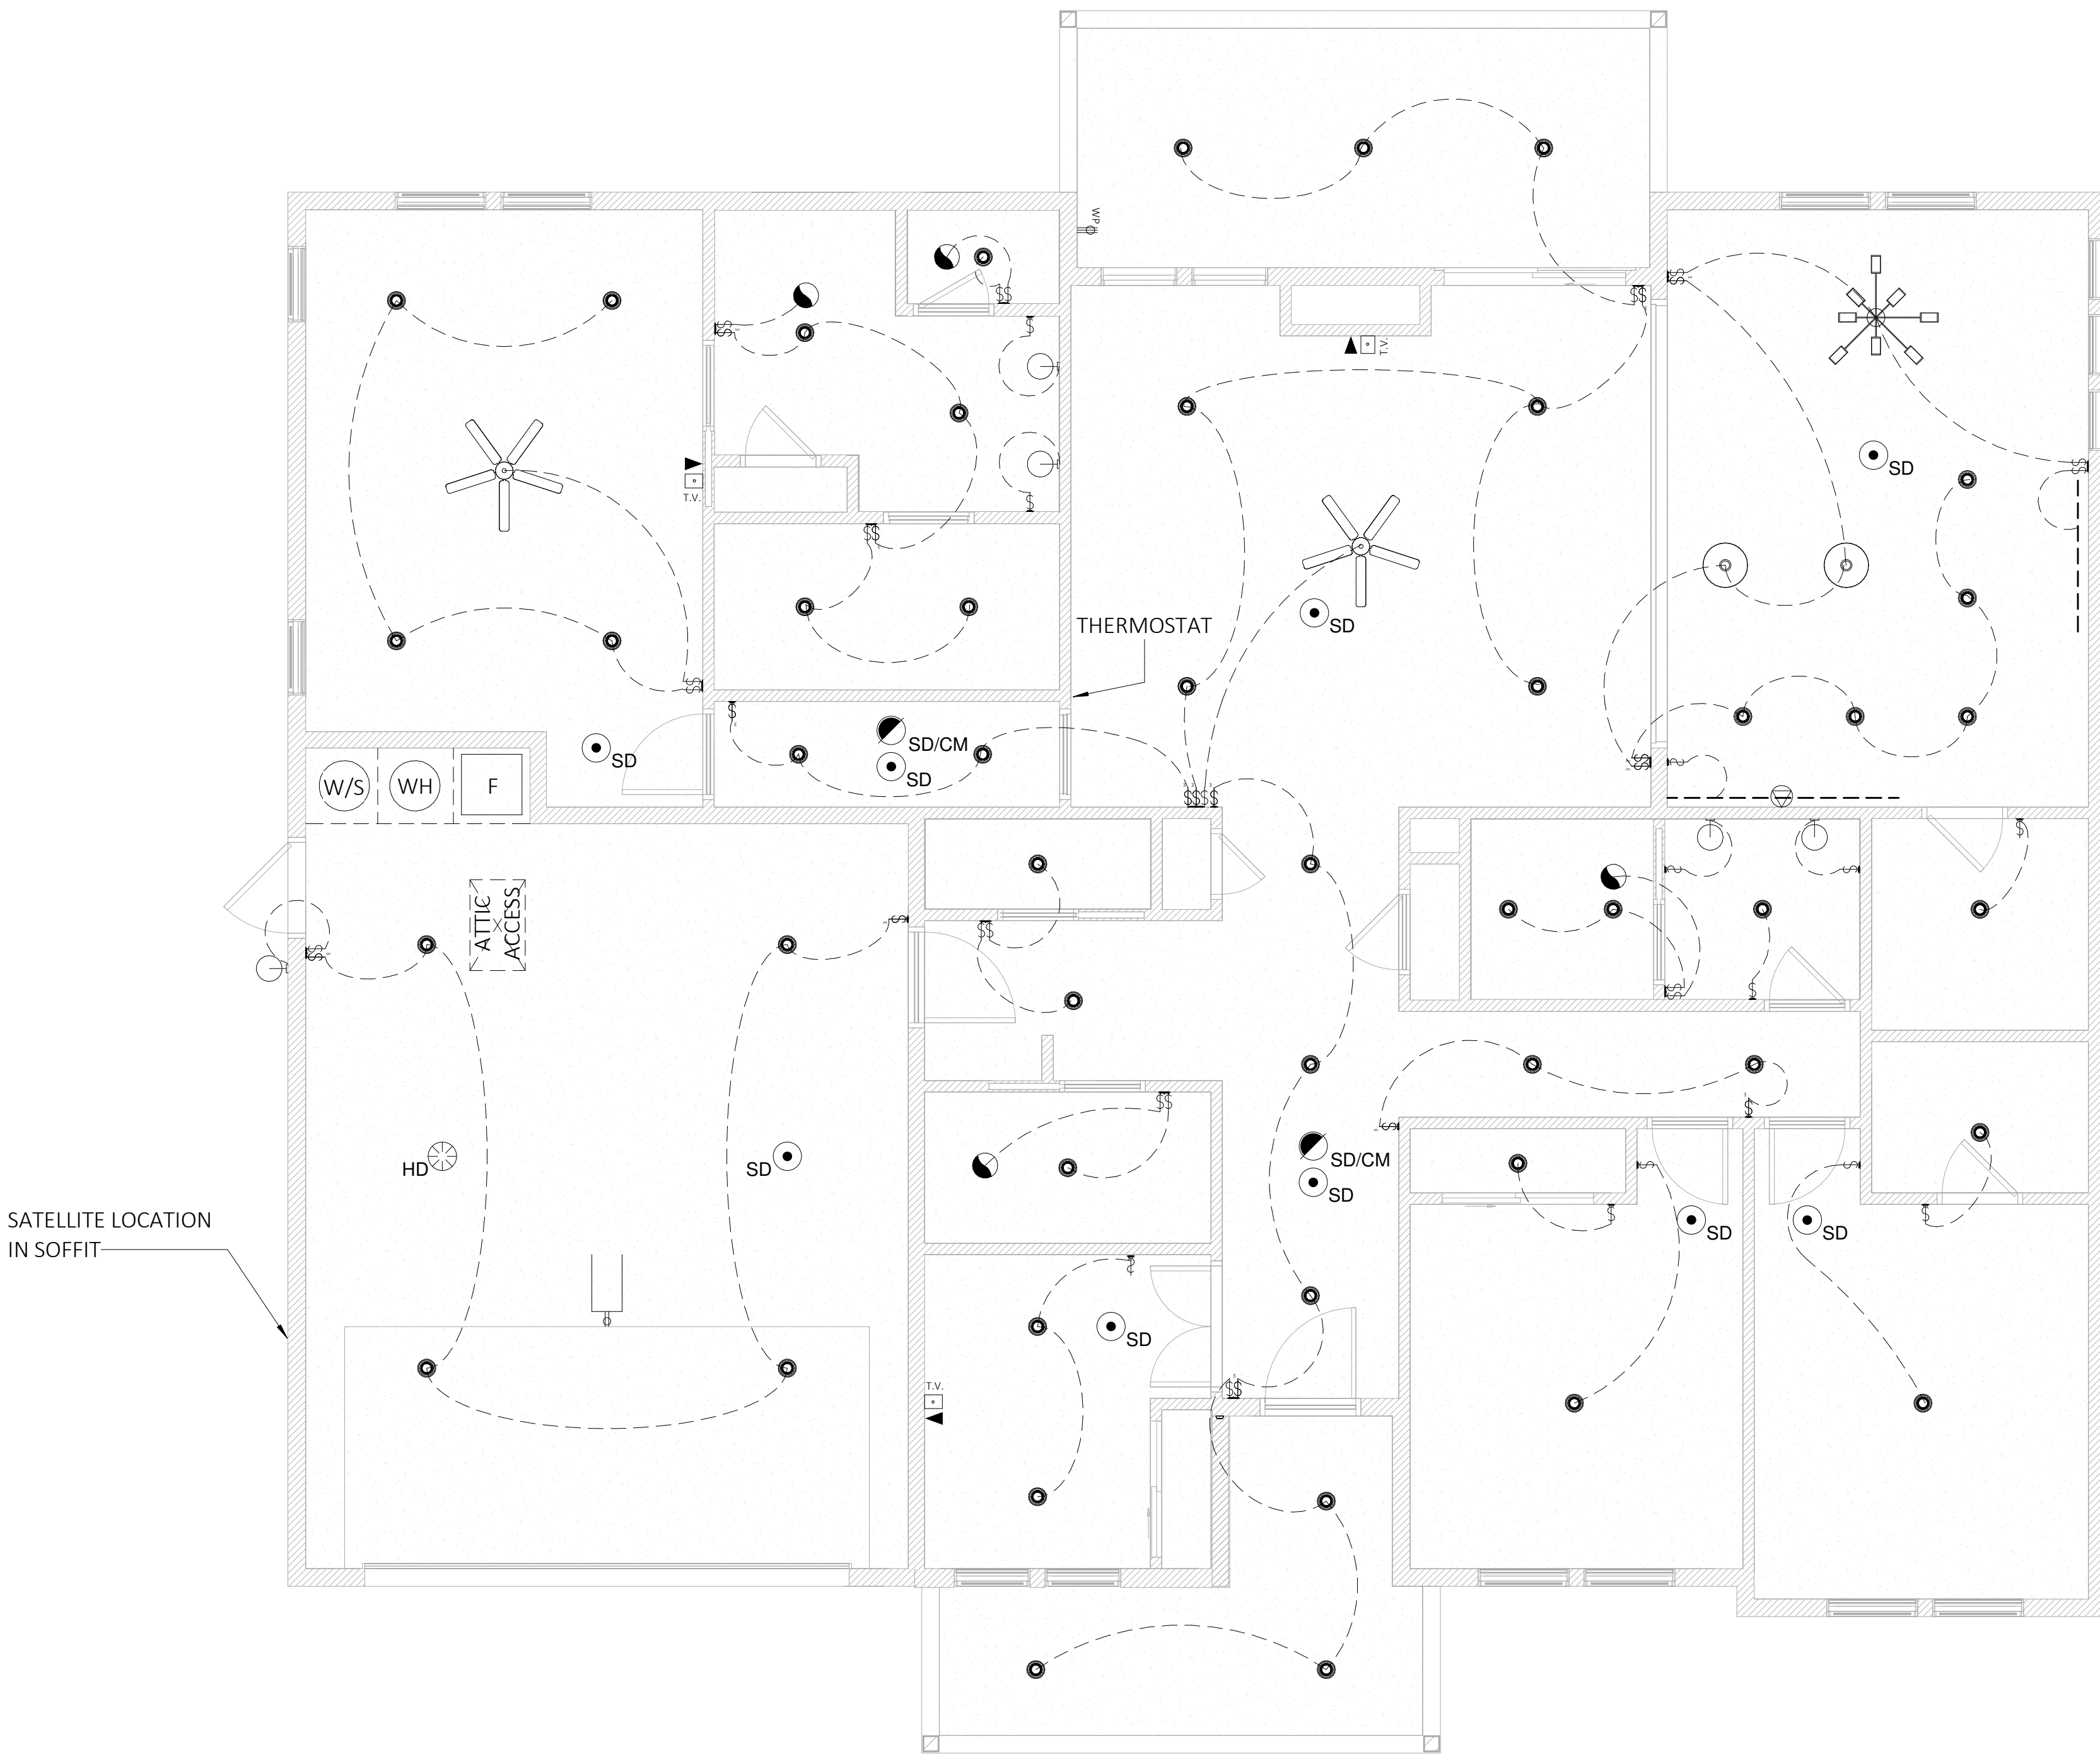 WP
T.V.
SD
T.V.
SD
THERMOSTAT
SD/CM
SD
SD
W/S
WH
F
ATTIC
ACCESS
HD
SD
SD/CM
SD
SATELLITE LOCATION
IN SOFFIT
SD
SD
SD
T.V.